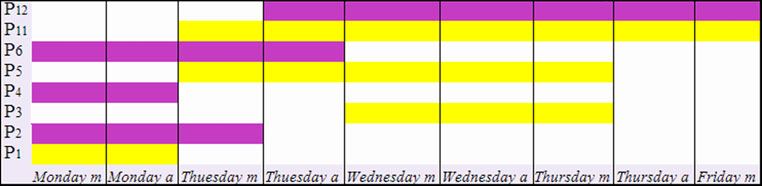 P12
P11
P6
P5
P4
P3
P2
P1
Monday m Monday a Thuesday m Thuesday a Wednesday m Wednesday a Thursday m Thursday a Friday m